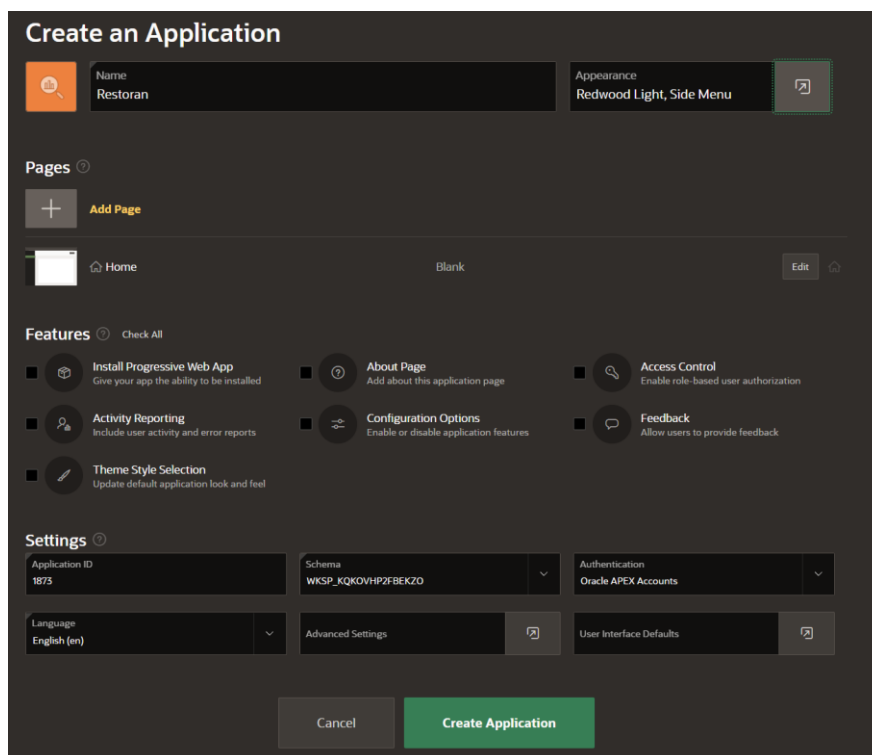 Create an Application
Name
Restoran
Appearance
Redwood Light, Side Menu
Pages
Add Page
Home
Blank
Edit
Features
Check All
Install Progressive Web App
Give your app the ability to be installed
About Page
Add about this application page
Access Control
Enable role-based user authorization
Activity Reporting
Include user activity and error reports
Configuration Options
Enable or disable application features
Feedback
Allow users to provide feedback
Theme Style Selection
Update default application look and feel
Settings
Application ID
1873
Schema
WKSP_KQKOVHP2FBEKZO
Authentication
Oracle APEX Accounts
Language
English (en)
Advanced Settings
User Interface Defaults
Cancel
Create Application